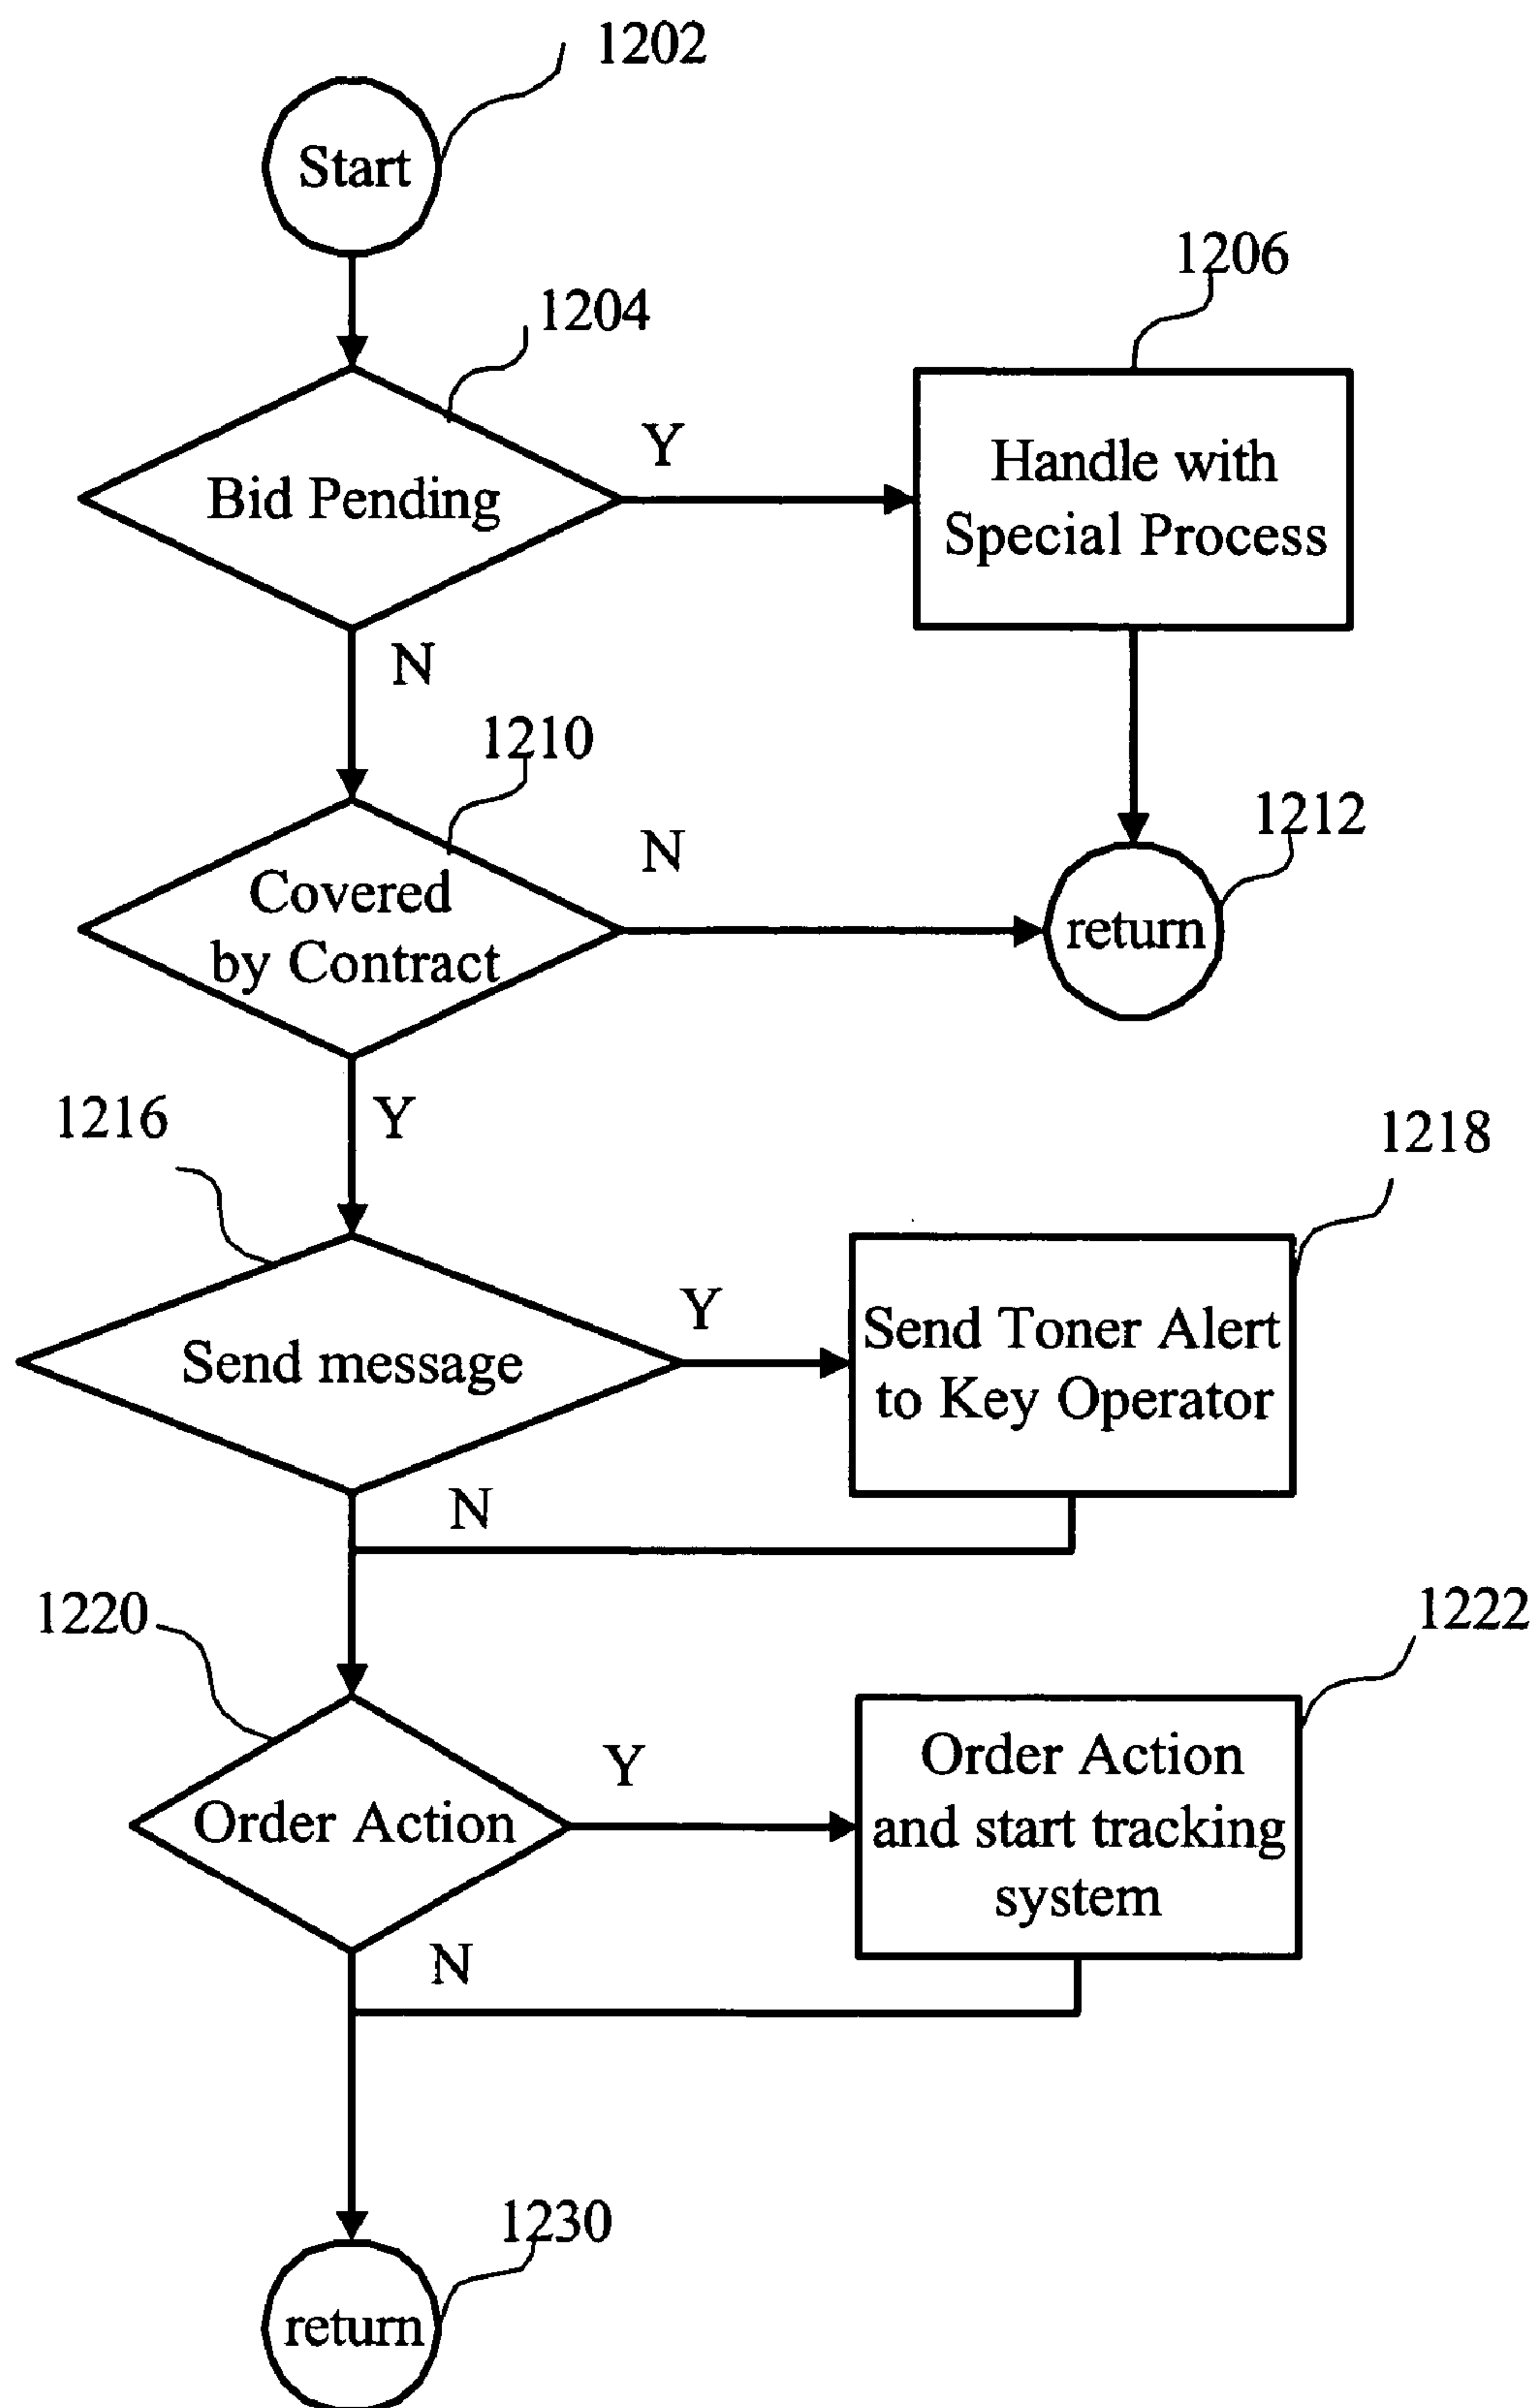 1202
Start
1204
1206
Bid Pending
Y
Handle with
Special Process
N
1210
1212
Covered
by Contract
N
return
Y
1216
1218
Send message
Y
Send Toner Alert
to Key Operator
N
1220
1222
Order Action
Y
Order Action
and start tracking
system
N
1230
return